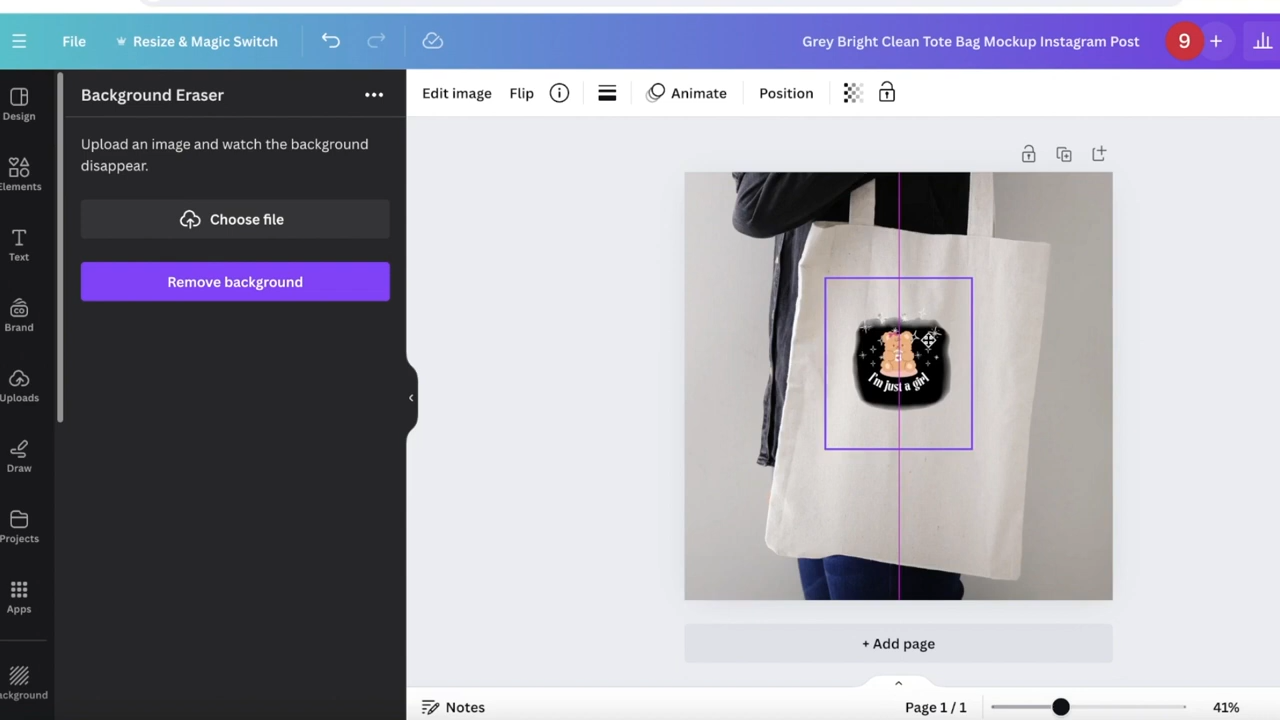 File
Resize & Magic Switch
Grey Bright Clean Tote Bag Mockup Instagram Post
9
Background Eraser
Upload an image and watch the background
disappear.
Choose file
Remove background
Design
Elements
Text
Brand
Uploads
Draw
Projects
Apps
ackground
Edit image
Flip
Animate
Position
I'm just a girl
+ Add page
Notes
Page 1 / 1
41%